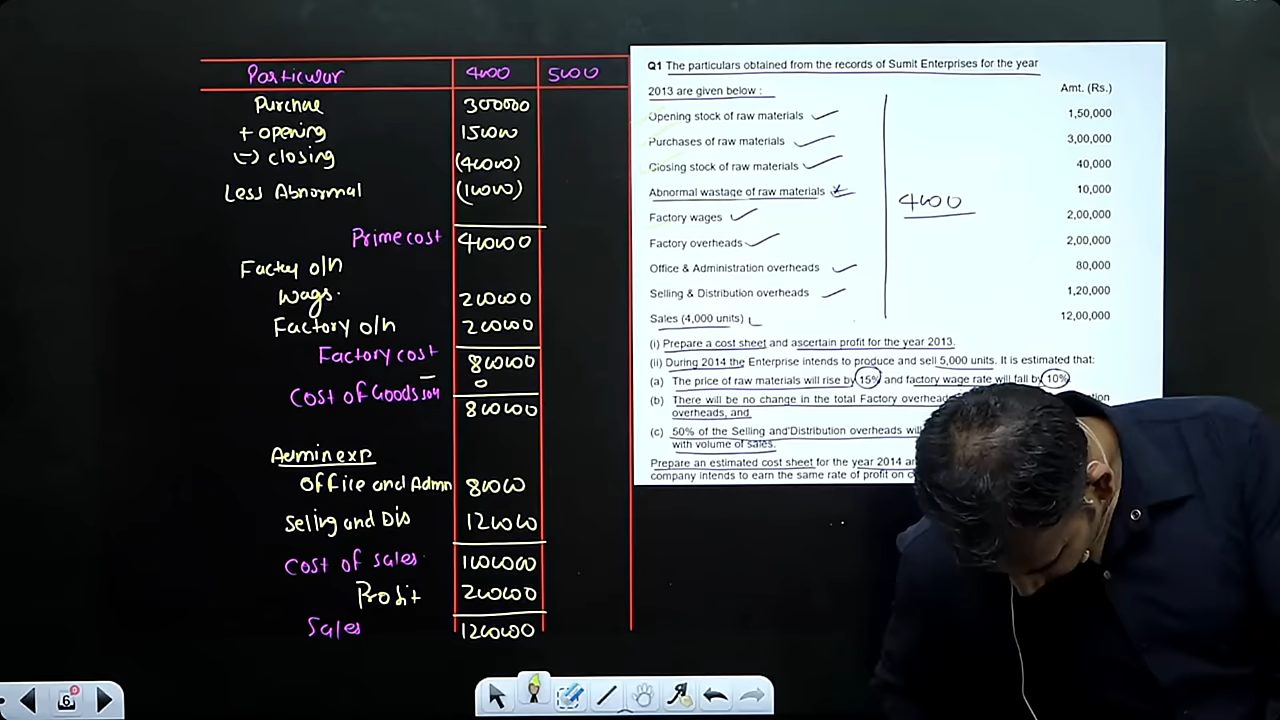 Particular 4000 5000
Purchae 300000
+ opening 150000
(-) closing (40000)
Less Abnormal (10000)
Prime cost 400000
Factory o/h
Wags. 200000
Factory o/h 200000
Factory cost 800000
0
Cost of Goods sold 800000
Admin exp
Office and Admn 80000
Seling and Dis 120000
Cost of sales 1000000
Profit 200000
Sales 1200000
Q1 The particulars obtained from the records of Sumit Enterprises for the year
2013 are given below :
Amt. (Rs.)
Opening stock of raw materials 1,50,000
Purchases of raw materials 3,00,000
Closing stock of raw materials 40,000
Abnormal wastage of raw materials 10,000
4000
Factory wages 2,00,000
Factory overheads 2,00,000
Office & Administration overheads 80,000
Selling & Distribution overheads 1,20,000
Sales (4,000 units) 12,00,000
(i) Prepare a cost sheet and ascertain profit for the year 2013.
(ii) During 2014 the Enterprise intends to produce and sell 5,000 units. It is estimated that:
(a) The price of raw materials will rise by 15% and factory wage rate will fall by 10%
(b) There will be no change in the total Factory overhead
overheads, and
(c) 50% of the Selling and Distribution overheads wil
with volume of sales.
Prepare an estimated cost sheet for the year 2014 a
company intends to earn the same rate of profit on c
6